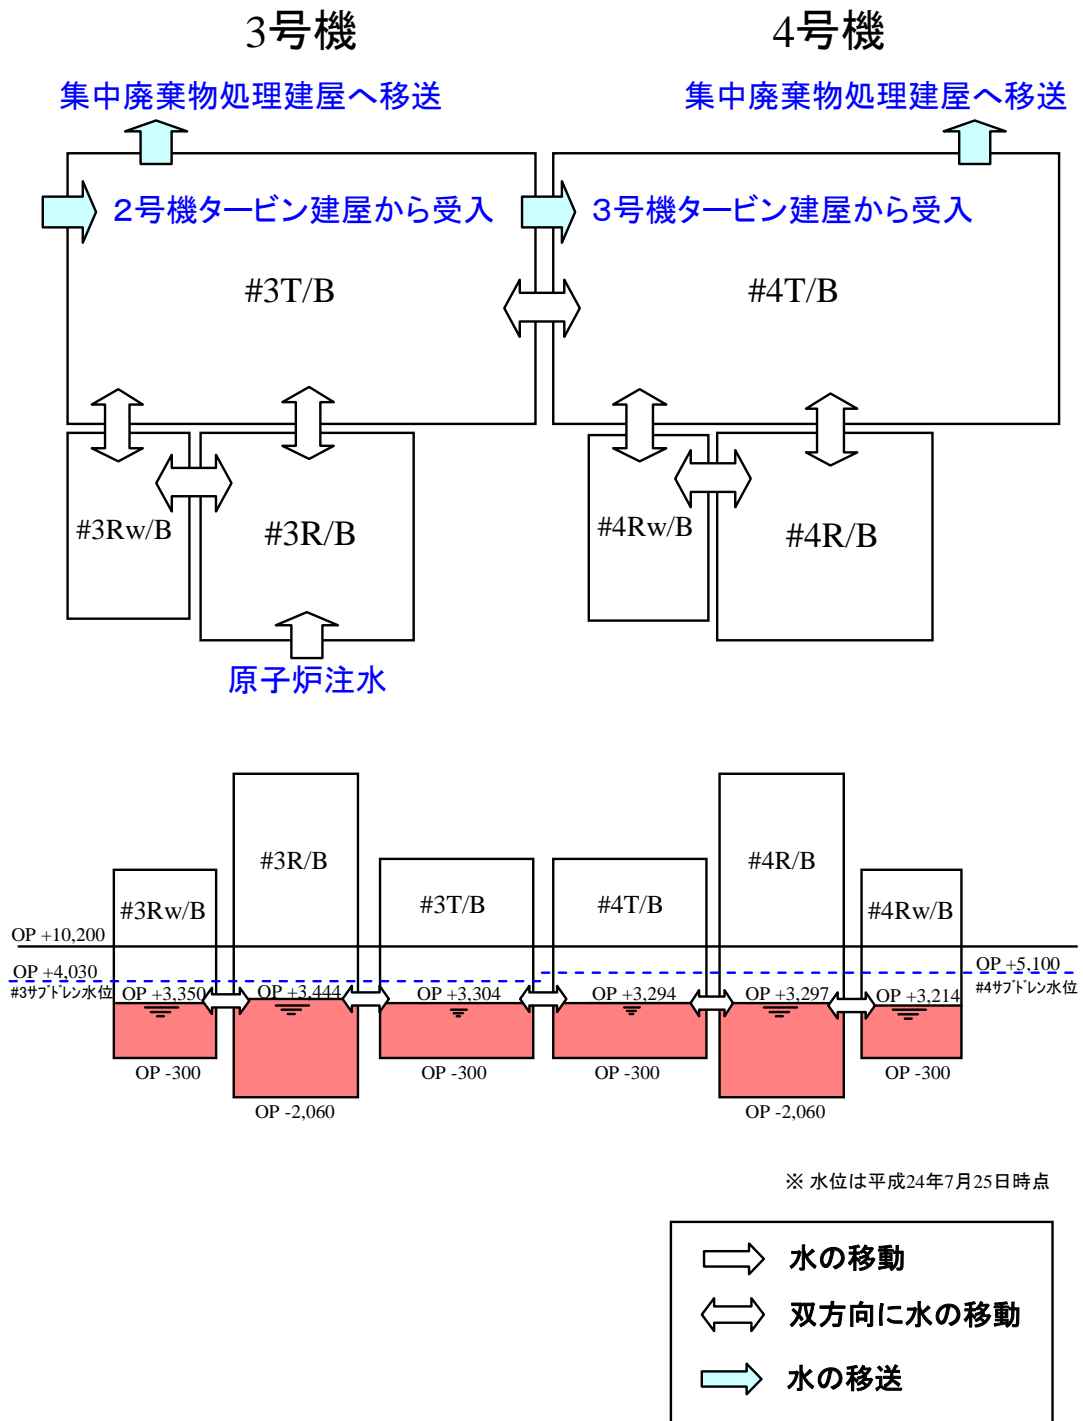 3号機
4号機
集中廃棄物処理建屋へ移送
集中廃棄物処理建屋へ移送
2号機タービン建屋から受入
3号機タービン建屋から受入
#3T/B
#4T/B
#3Rw/B
#3R/B
#4Rw/B
#4R/B
原子炉注水
#3R/B
#4R/B
#3Rw/B
#3T/B
#4T/B
#4Rw/B
OP +10,200
OP +4,030
#3サブドレン水位
OP +5,100
#4サブドレン水位
OP +3,350
OP +3,444
OP +3,304
OP +3,294
OP +3,297
OP +3,214
OP -300
OP -2,060
OP -300
OP -300
OP -2,060
OP -300
※ 水位は平成24年7月25日時点
水の移動
双方向に水の移動
水の移送